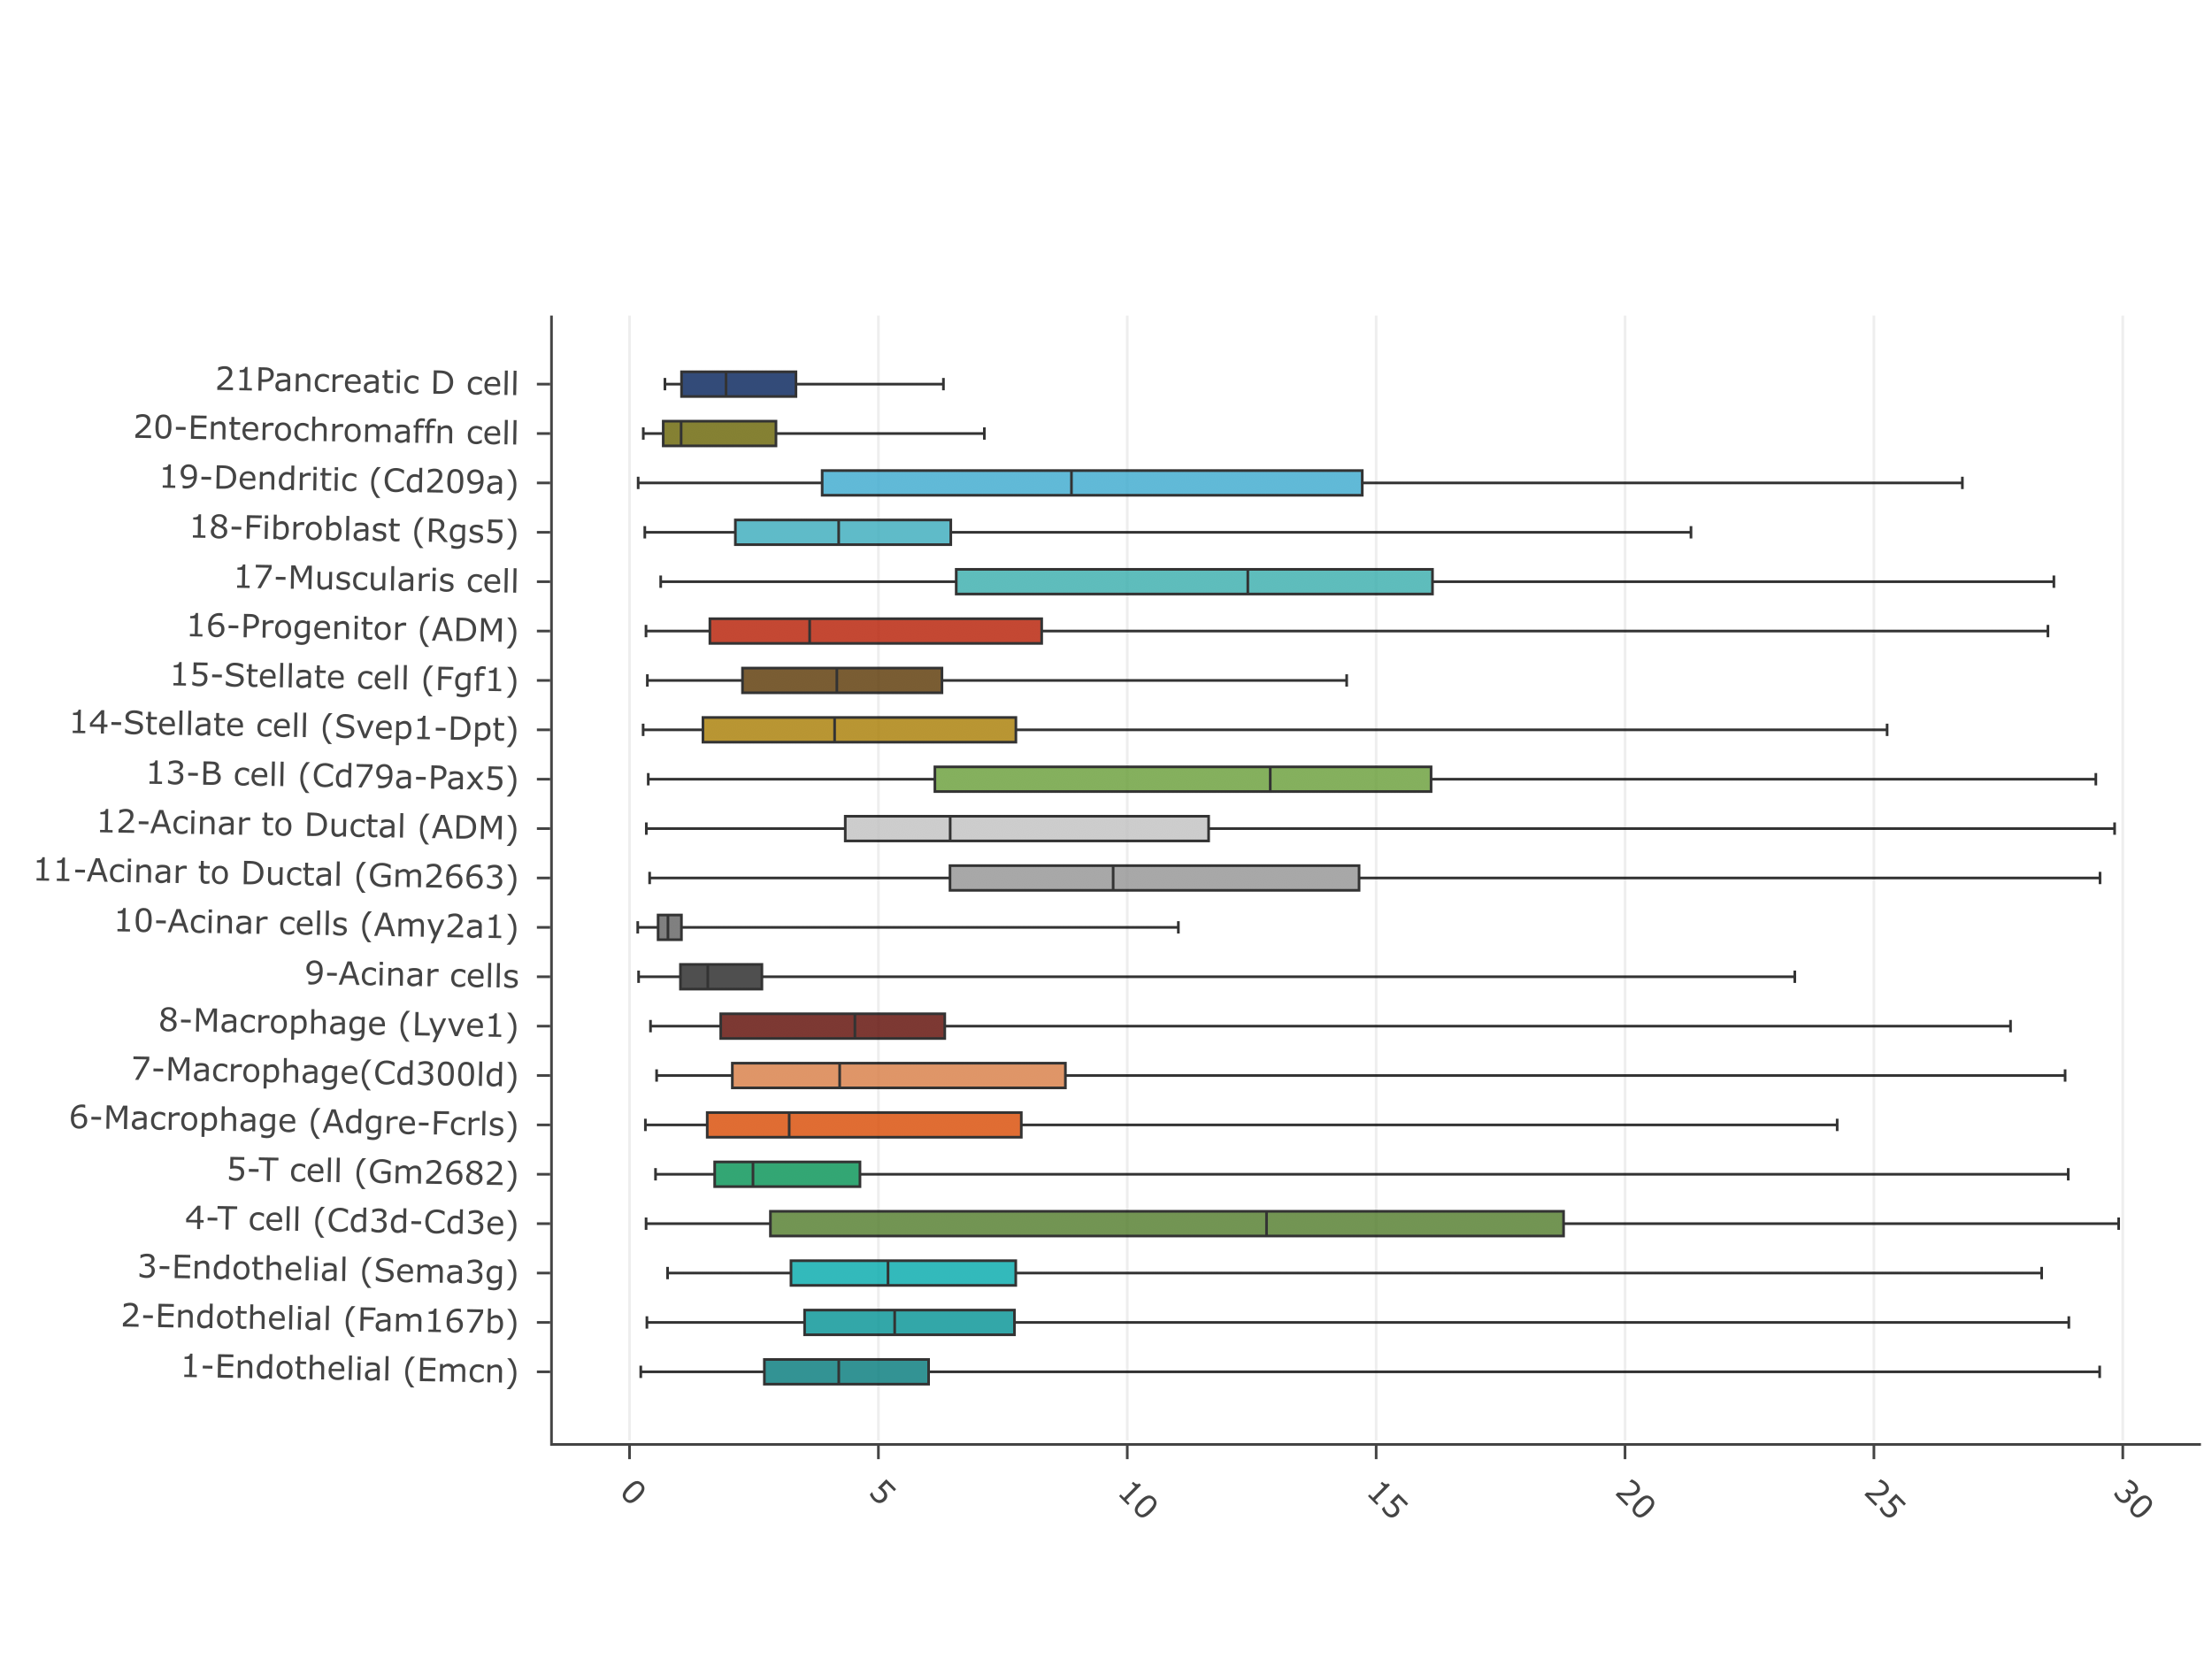 21Pancreatic D cell
20-Enterochromaffn cell
19-Dendritic (Cd209a)
18-Fibroblast (Rgs5)
17-Muscularis cell
16-Progenitor (ADM)
15-Stellate cell (Fgf1)
14-Stellate cell (Svep1-Dpt)
13-B cell (Cd79a-Pax5)
12-Acinar to Ductal (ADM)
11-Acinar to Ductal (Gm2663)
10-Acinar cells (Amy2a1)
9-Acinar cells
8-Macrophage (Lyve1)
7-Macrophage(Cd300ld)
6-Macrophage (Adgre-Fcrls)
5-T cell (Gm2682)
4-T cell (Cd3d-Cd3e)
3-Endothelial (Sema3g)
2-Endothelial (Fam167b)
1-Endothelial (Emcn)
0 5 10 15 20 25 30